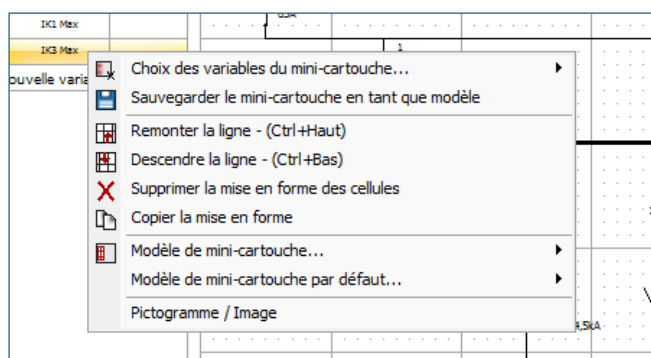 IK1 Max
63A
IK3 Max
1
ouvelle varia
Choix des variables du mini-cartouche...
Sauvegarder le mini-cartouche en tant que modèle
Remonter la ligne - (Ctrl+Haut)
Descendre la ligne - (Ctrl+Bas)
Supprimer la mise en forme des cellules
Copier la mise en forme
Modèle de mini-cartouche...
Modèle de mini-cartouche par défaut...
Pictogramme / Image
4,5kA